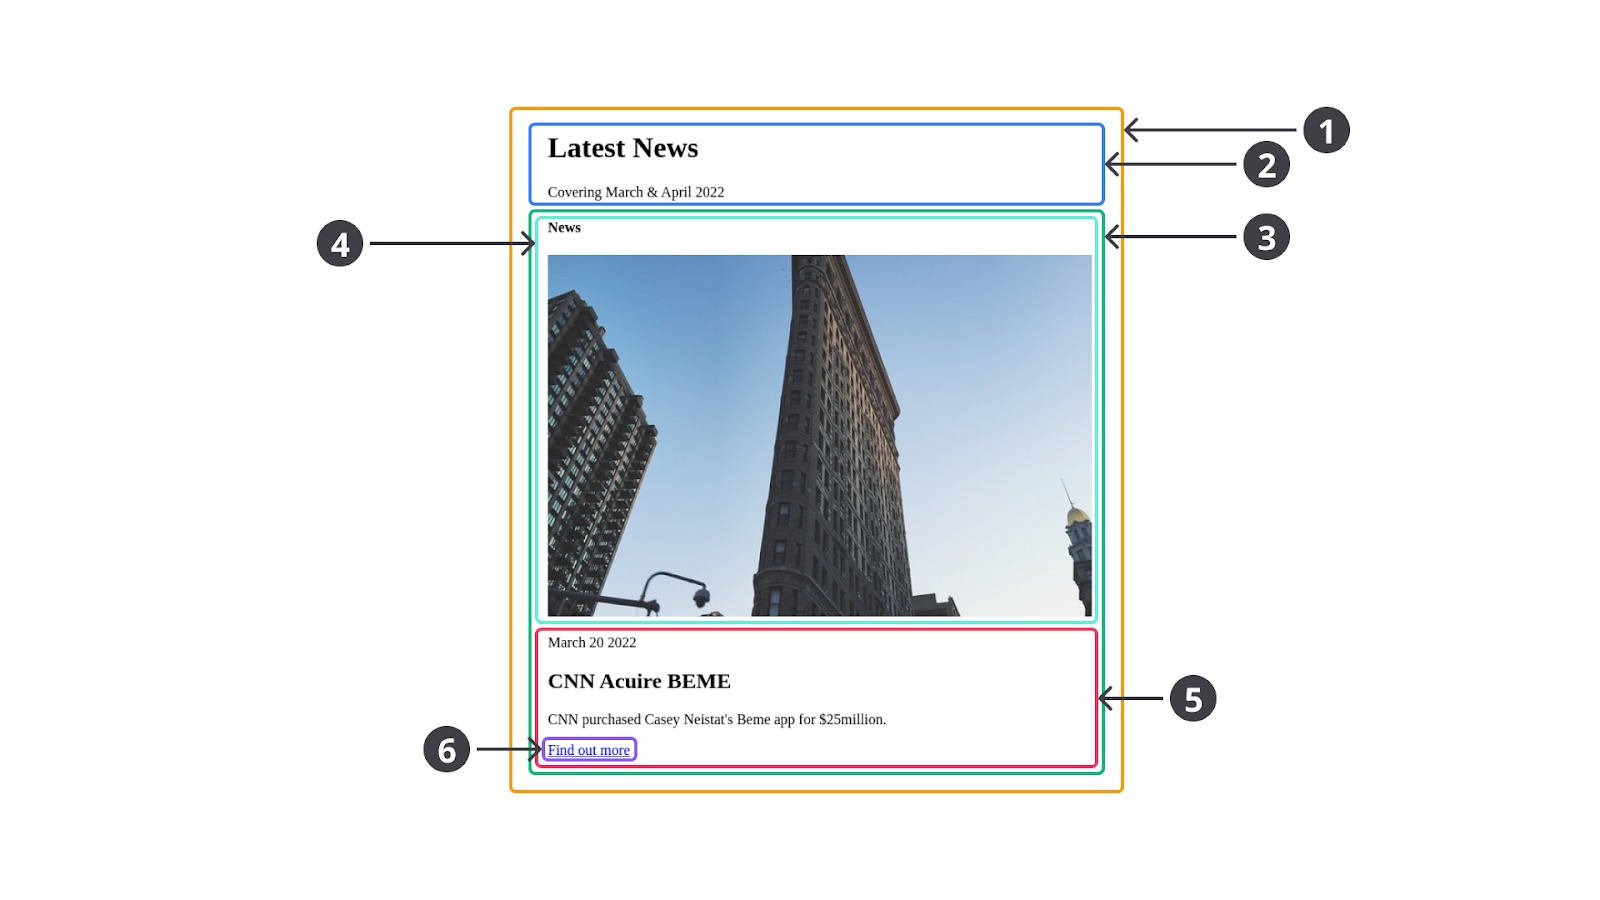 1
Latest News
2
Covering March & April 2022
News
3
4
March 20 2022
CNN Acuire BEME
5
CNN purchased Casey Neistat's Beme app for $25million.
6
Find out more